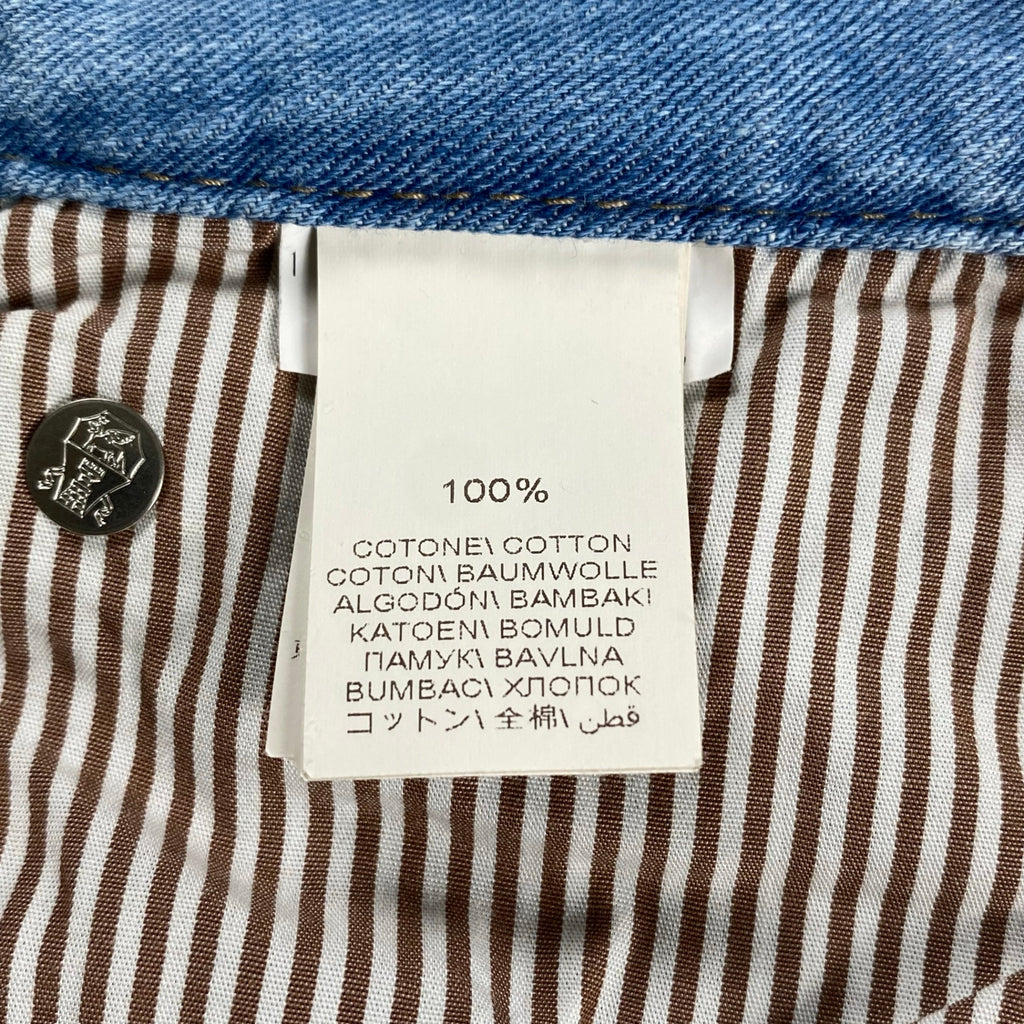 100%
COTONE\ COTTON
COTON\ BAUMWOLLE
ALGODÓN\ BAMBAKI
KATOEN\ BOMULD
ПАМУК\ BAVLNA
BUMBAC\ ХЛОПОК
コットン\ 全棉\ قطن